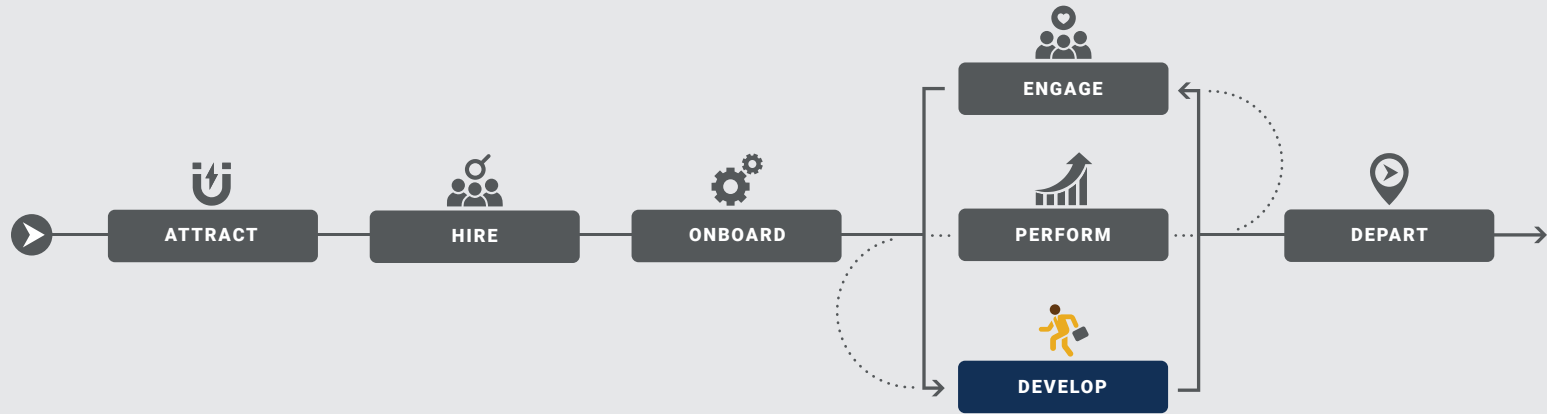 ATTRACT
HIRE
ONBOARD
ENGAGE
PERFORM
DEVELOP
DEPART